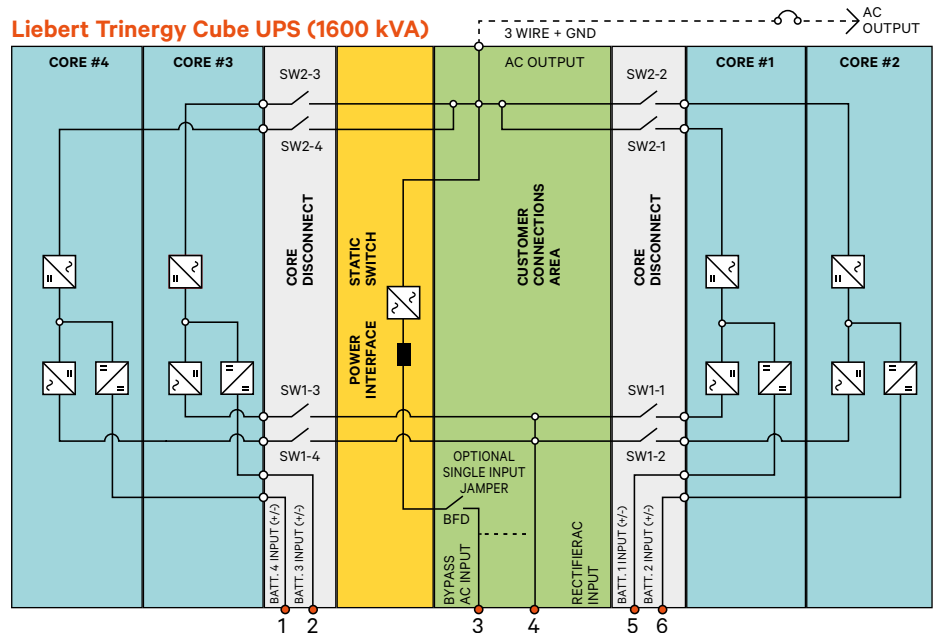 Liebert Trinergy Cube UPS (1600 kVA)
AC
OUTPUT
3 WIRE + GND
CORE #4
CORE #3
SW2-3
AC OUTPUT
SW2-2
CORE #1
CORE #2
SW2-4
SW2-1
CORE
DISCONNECT
STATIC
SWITCH
POWER
INTERFACE
CUSTOMER
CONNECTIONS
AREA
CORE
DISCONNECT
SW1-3
SW1-1
SW1-4
SW1-2
OPTIONAL
SINGLE INPUT
JAMPER
BFD
BATT. 4 INPUT (+/-)
BATT. 3 INPUT (+/-)
BYPASS
AC INPUT
RECTIFIERAC
INPUT
BATT. 1 INPUT (+/-)
BATT. 2 INPUT (+/-)
1
2
3
4
5
6